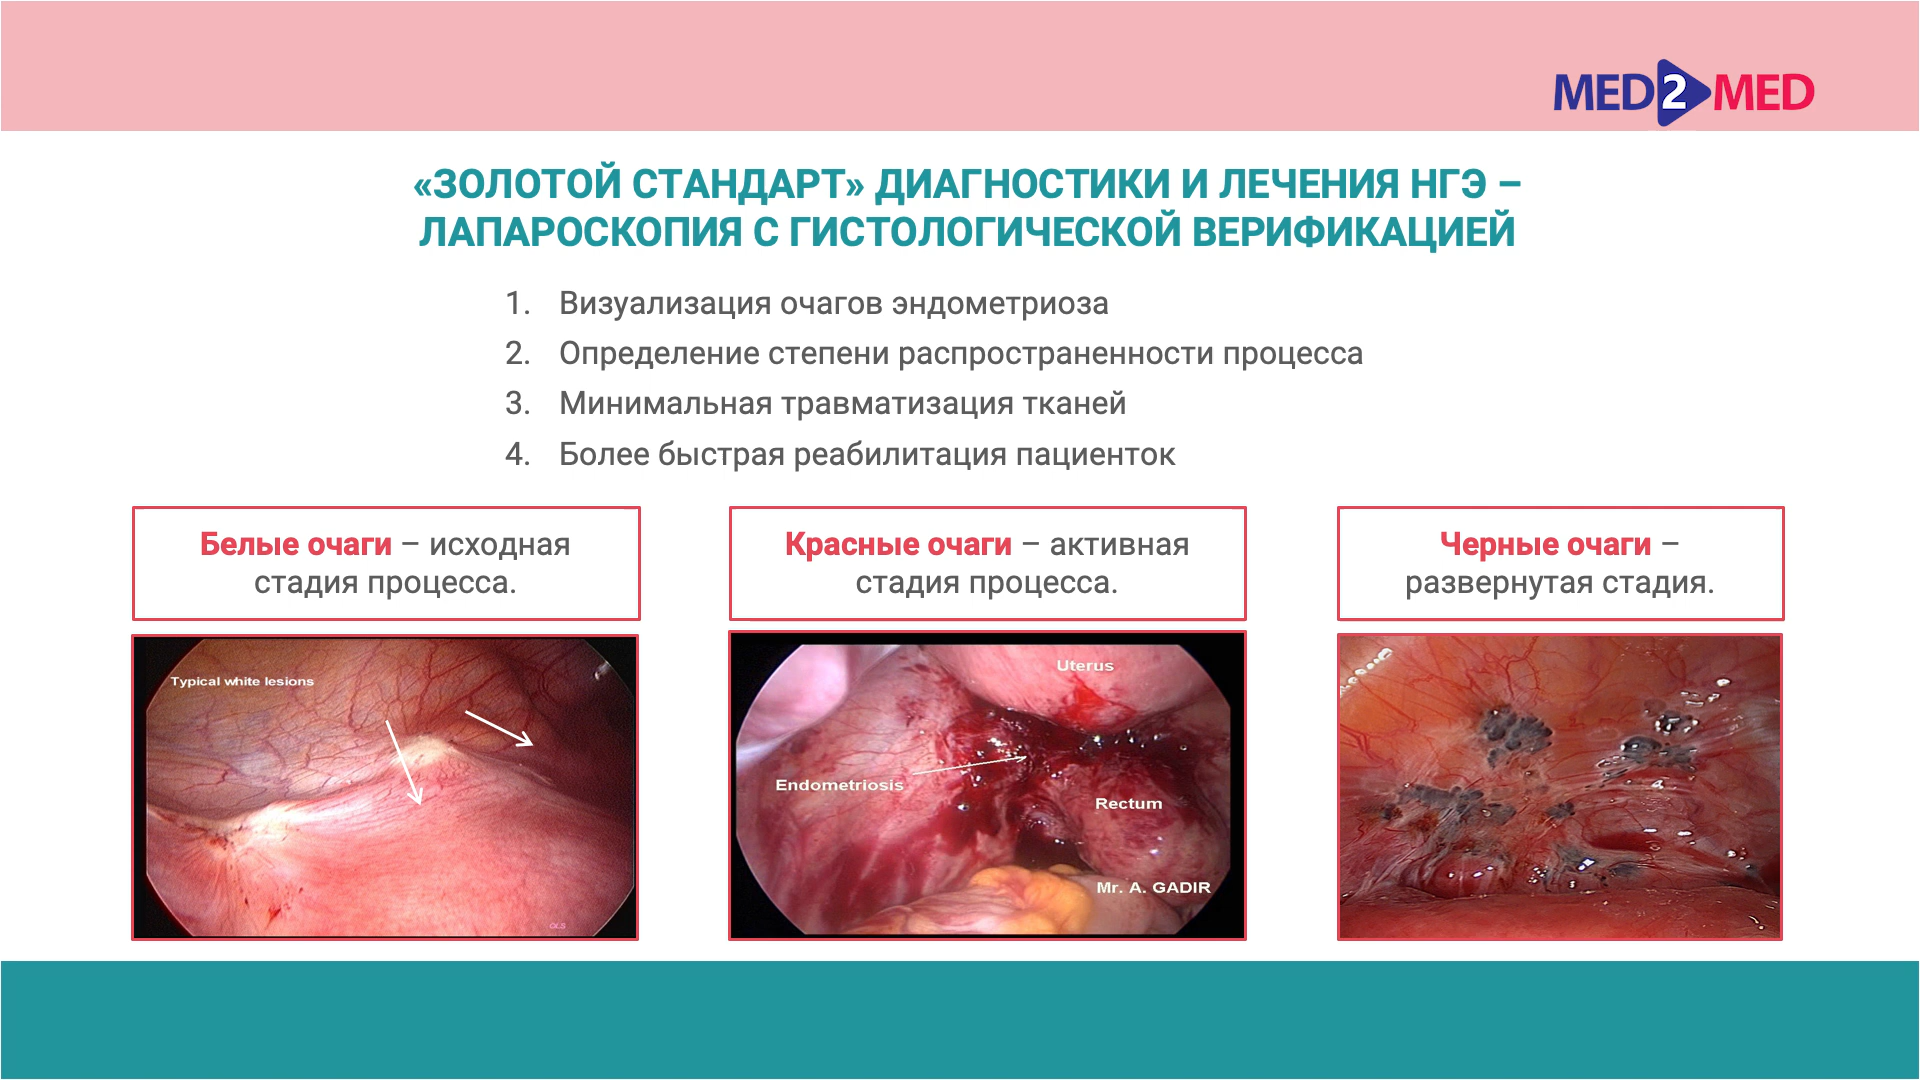 MED2MED
«ЗОЛОТОЙ СТАНДАРТ» ДИАГНОСТИКИ И ЛЕЧЕНИЯ НГЭ –
ЛАПАРОСКОПИЯ С ГИСТОЛОГИЧЕСКОЙ ВЕРИФИКАЦИЕЙ
1. Визуализация очагов эндометриоза
2. Определение степени распространенности процесса
3. Минимальная травматизация тканей
4. Более быстрая реабилитация пациенток
Белые очаги – исходная
стадия процесса.
Красные очаги – активная
стадия процесса.
Черные очаги –
развернутая стадия.
Typical white lesions
OLS
Uterus
Endometriosis
Rectum
Mr. A. GADIR